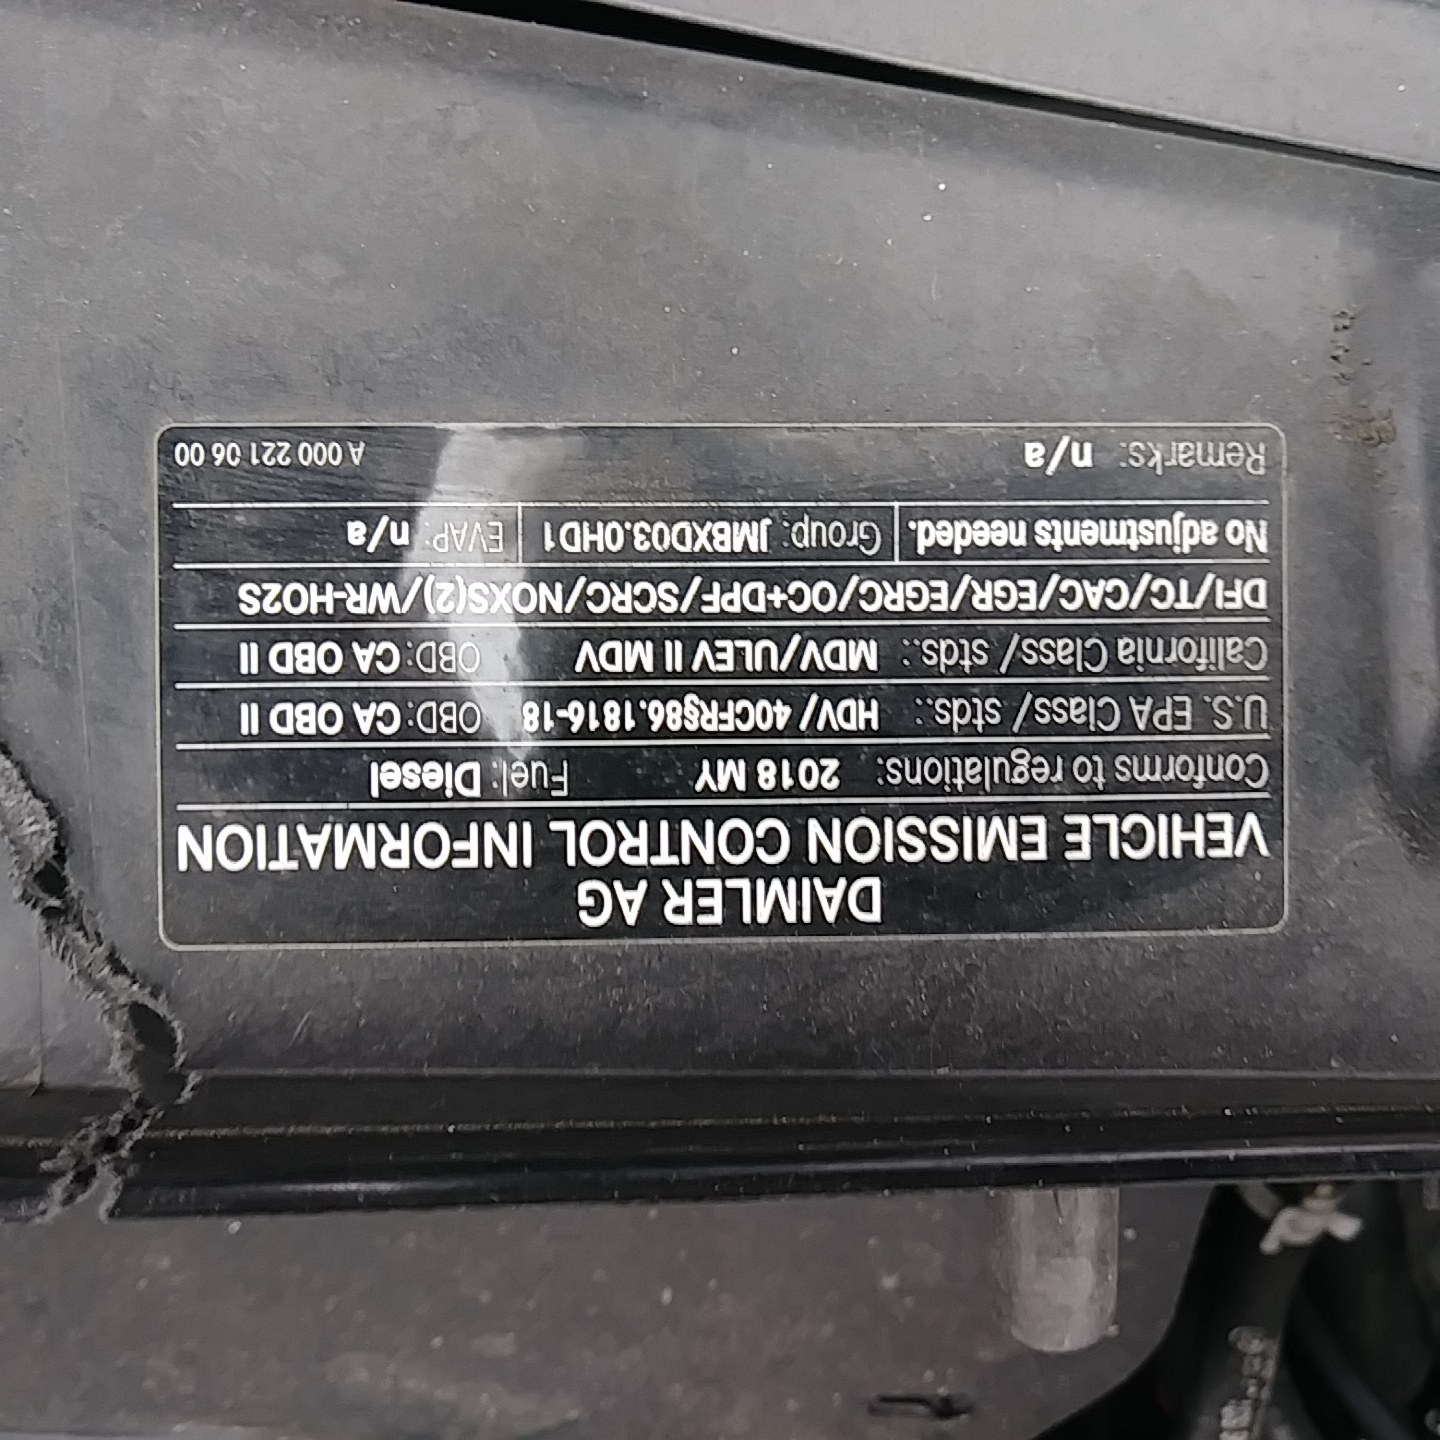 DAIMLER AG
VEHICLE EMISSION CONTROL INFORMATION
Conforms to regulations: 2018 MY Fuel: Diesel
U.S. EPA Class/ stds.: HDV/ 40CFR§86.1816-18 OBD: CA OBD II
California Class/ stds.: MDV/ULEV II MDV OBD: CA OBD II
DFI/TC/CAC/EGR/EGRC/OC+DPF/SCRC/NOXS(2)/WR-HO2S
No adjustments needed. Group: JMBXD03.0HD1 EVAP: n/a
Remarks: n/a A 000 221 06 00